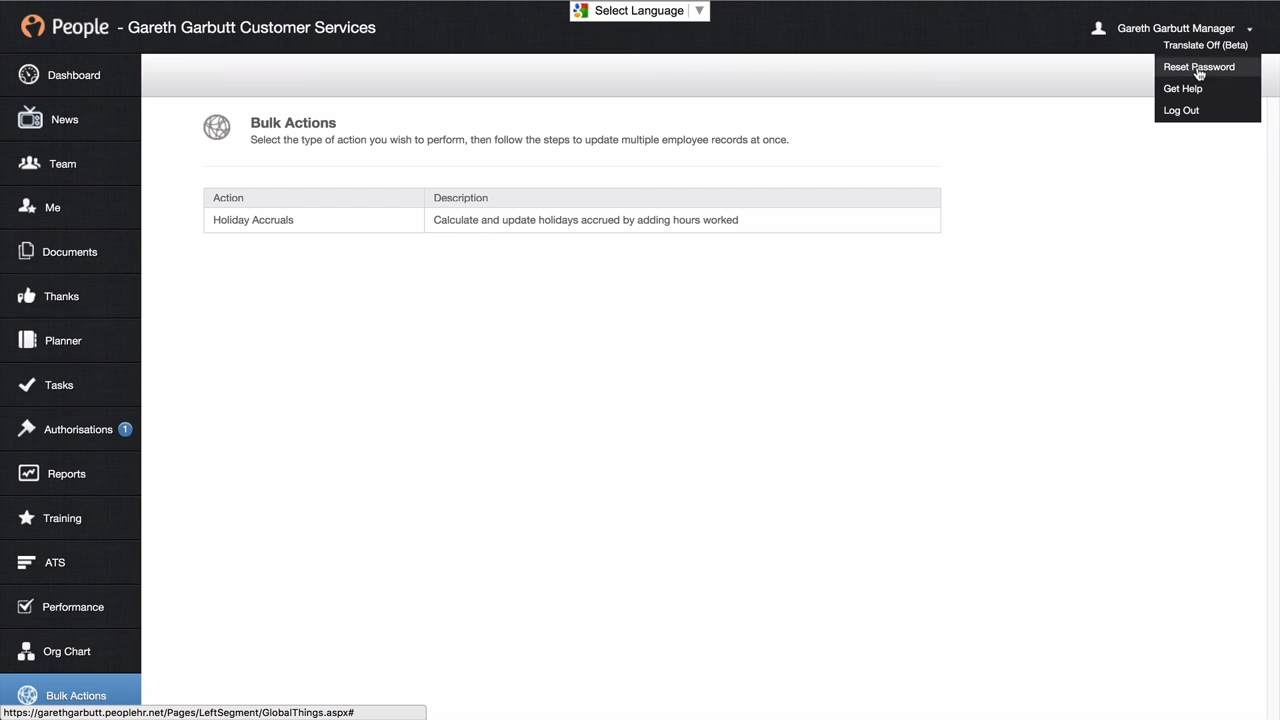 Select Language ▼
People - Gareth Garbutt Customer Services
Gareth Garbutt Manager
Translate Off (Beta)
Reset Password
Get Help
Log Out
Dashboard
News
Team
Me
Documents
Thanks
Planner
Tasks
Authorisations 1
Reports
Training
ATS
Performance
Org Chart
Bulk Actions
Bulk Actions
Select the type of action you wish to perform, then follow the steps to update multiple employee records at once.
Action Description
Holiday Accruals Calculate and update holidays accrued by adding hours worked
https://garethgarbutt.peoplehr.net/Pages/LeftSegment/GlobalThings.aspx#